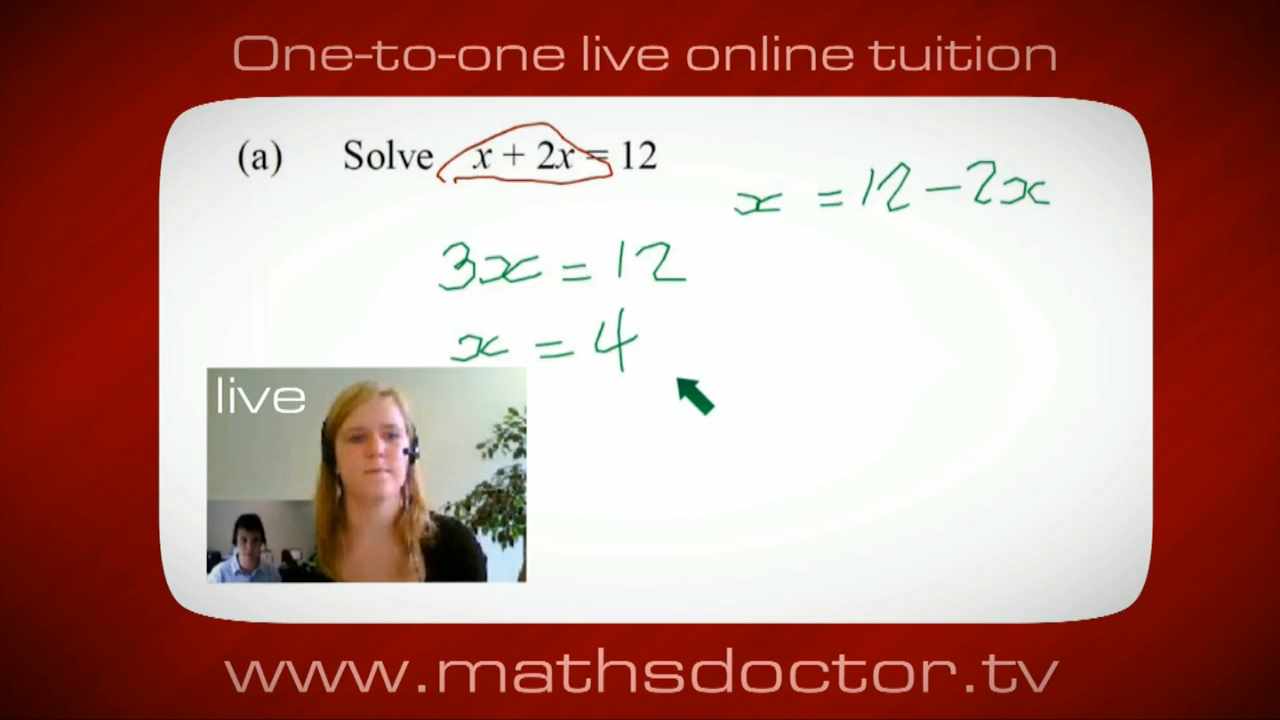 One-to-one live online tuition
(a) Solve x + 2x = 12
x = 12 - 2x
3x = 12
x = 4
live
www.mathsdoctor.tv